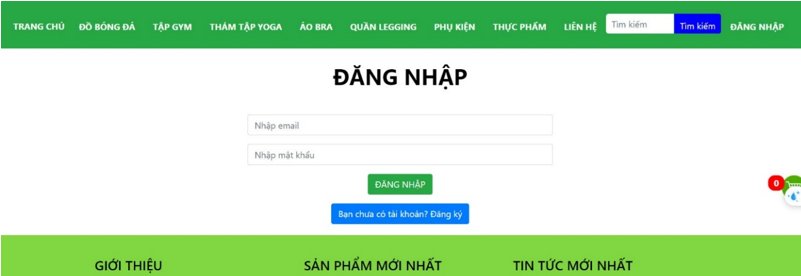 TRANG CHỦ ĐỒ BÓNG ĐÁ TẬP GYM THẢM TẬP YOGA ÁO BRA QUẦN LEGGING PHỤ KIỆN THỰC PHẨM LIÊN HỆ Tìm kiếm Tìm kiếm ĐĂNG NHẬP
ĐĂNG NHẬP
Nhập email
Nhập mật khẩu
ĐĂNG NHẬP
0
Bạn chưa có tài khoản? Đăng ký
GIỚI THIỆU SẢN PHẨM MỚI NHẤT TIN TỨC MỚI NHẤT